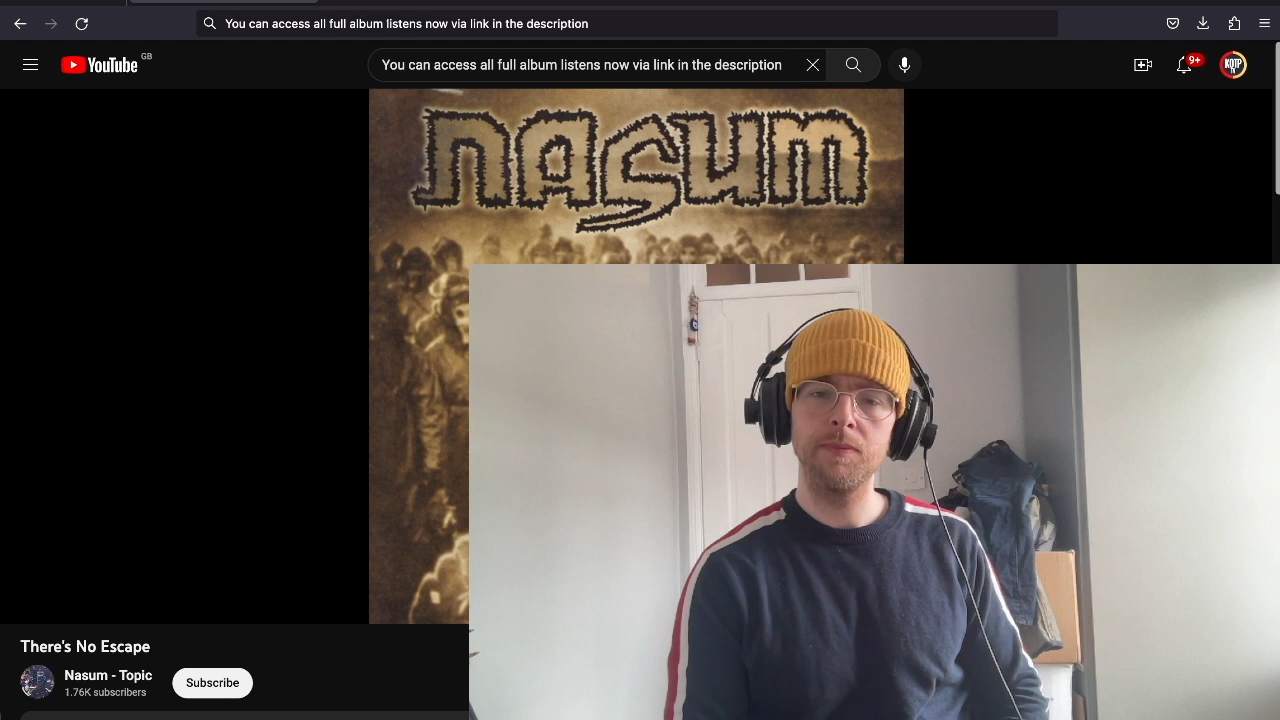 You can access all full album listens now via link in the description
YouTube GB
You can access all full album listens now via link in the description
9+
KOTP
TV
nasum
There's No Escape
Nasum - Topic
1.76K subscribers
Subscribe